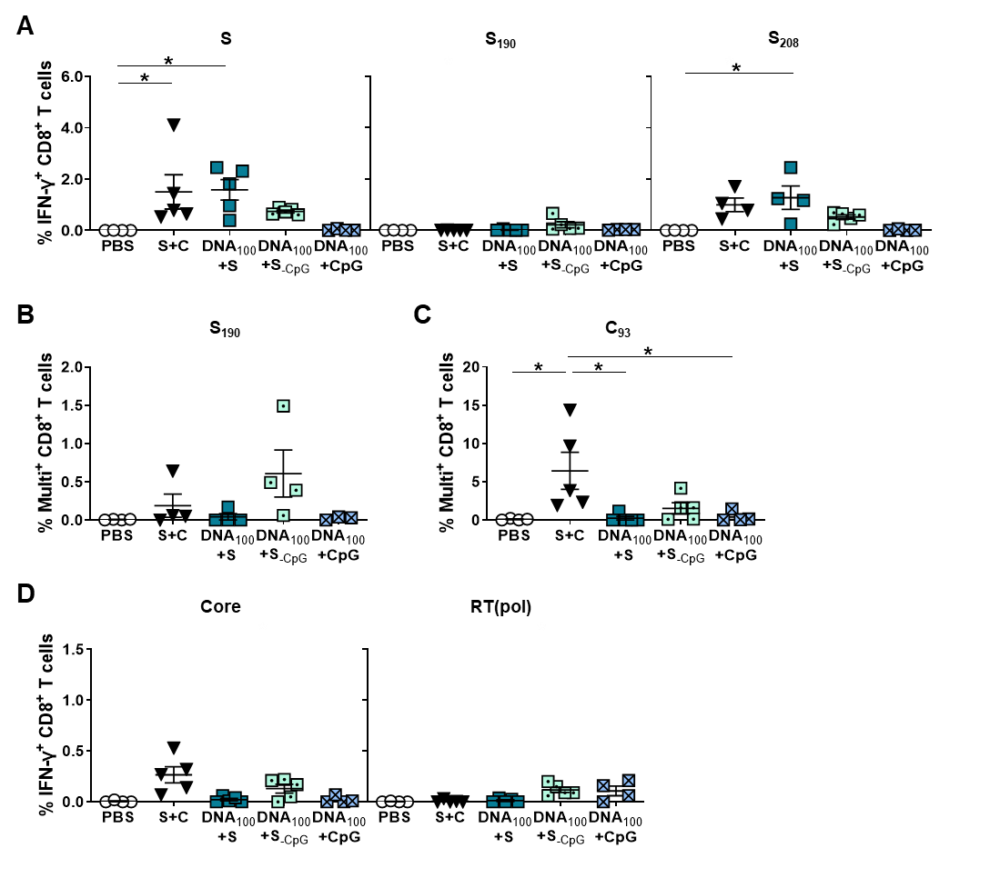 A
S
S190
S208
% IFN-γ+ CD8+ T cells
6.0
4.0
2.0
0.0
* *
*
PBS S+C DNA100 DNA100 DNA100 PBS S+C DNA100 DNA100 DNA100 PBS S+C DNA100 DNA100 DNA100
+S +S-CpG +CpG +S +S-CpG +CpG +S +S-CpG +CpG
B
S190
% Multi+ CD8+ T cells
2.0
1.5
1.0
0.5
0.0
PBS S+C DNA100 DNA100 DNA100
+S +S-CpG +CpG
C
C93
% Multi+ CD8+ T cells
*
* *
20
15
10
5
0
PBS S+C DNA100 DNA100 DNA100
+S +S-CpG +CpG
D
Core
RT(pol)
% IFN-γ+ CD8+ T cells
1.5
1.0
0.5
0.0
PBS S+C DNA100 DNA100 DNA100 PBS S+C DNA100 DNA100 DNA100
+S +S-CpG +CpG +S +S-CpG +CpG